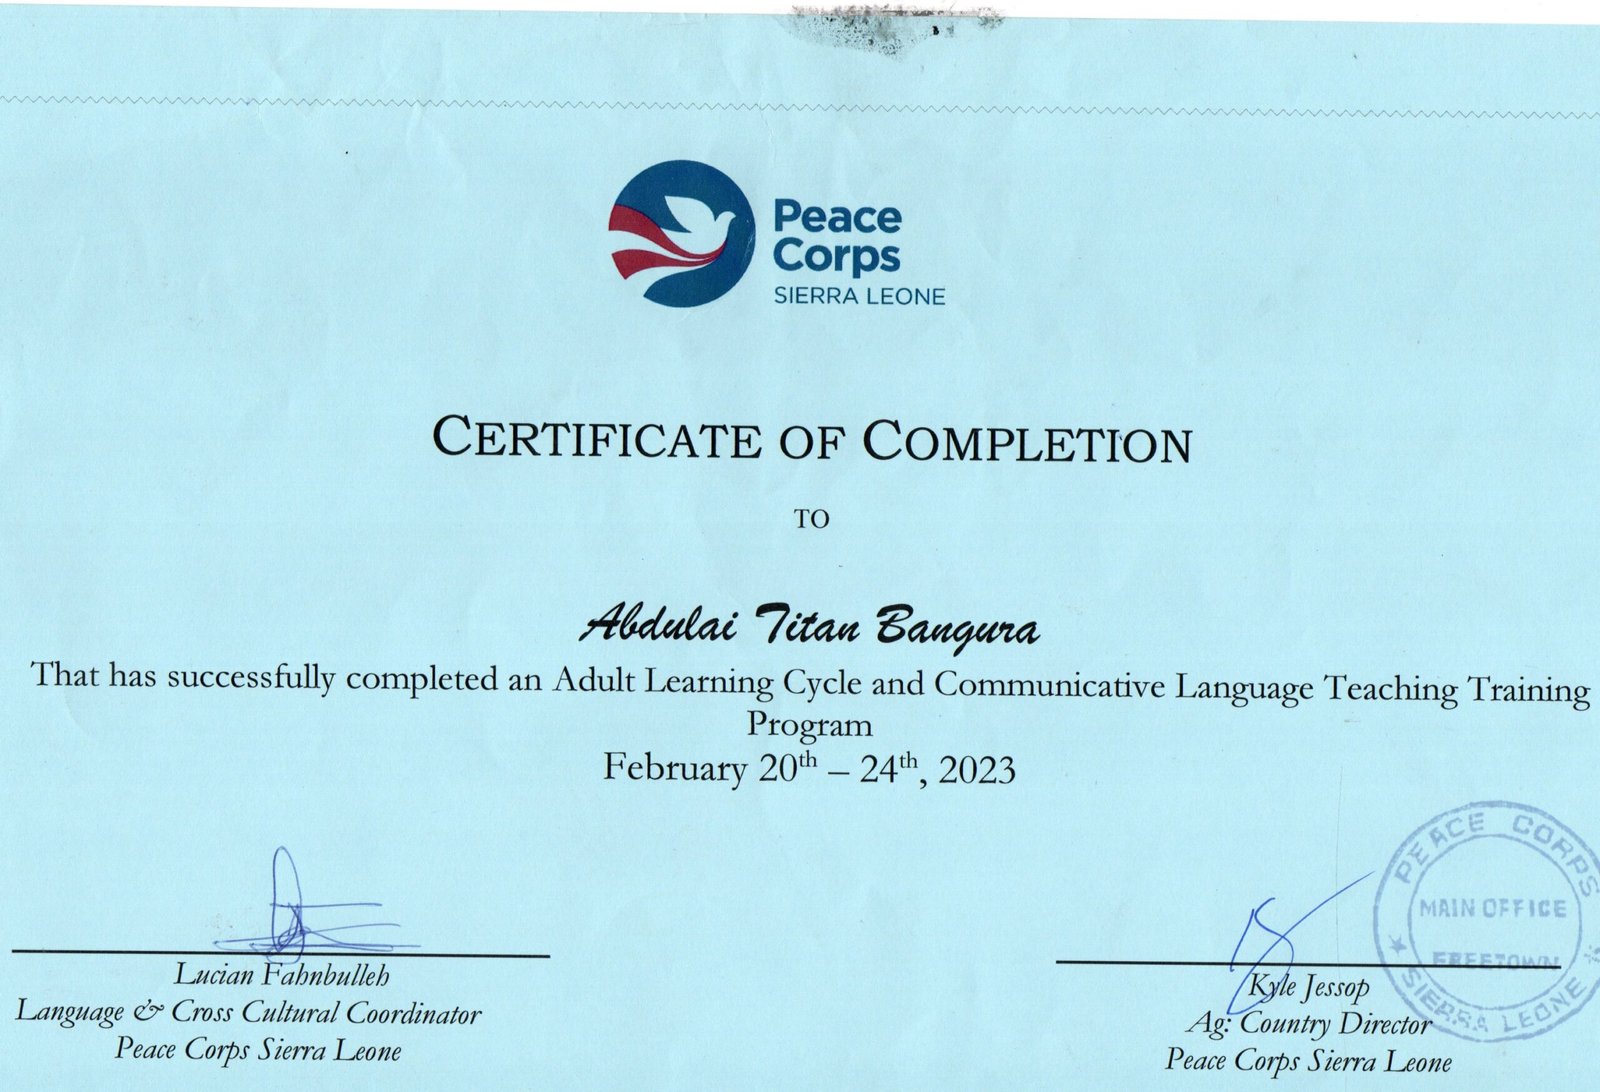 Peace
Corps
SIERRA LEONE
CERTIFICATE OF COMPLETION
TO
Abdulai Titan Bangura
That has successfully completed an Adult Learning Cycle and Communicative Language Teaching Training
Program
February 20th – 24th, 2023
Lucian Fahnbulleh
Language & Cross Cultural Coordinator
Peace Corps Sierra Leone
Kyle Jessop
Ag: Country Director
Peace Corps Sierra Leone
PEACE CORPS
MAIN OFFICE
FREETOWN
SIERRA LEONE